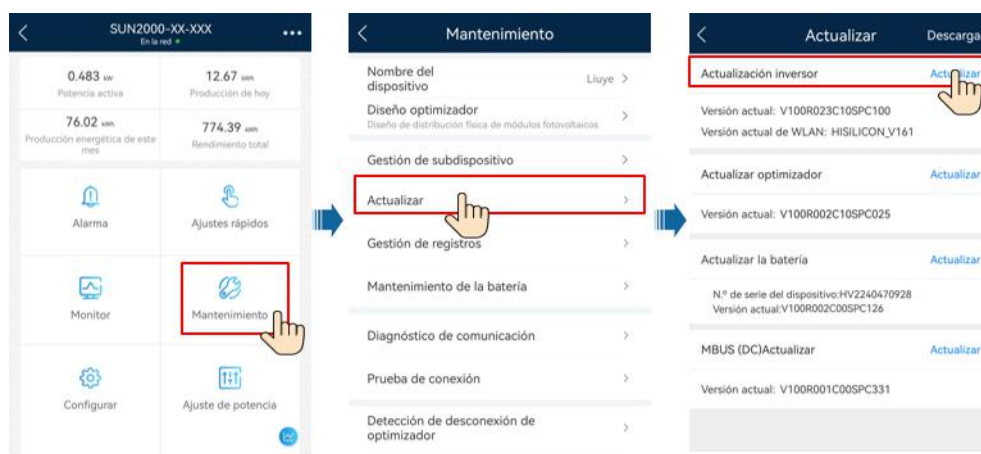 SUN2000-XX-XXX
En la red
0.483 kW
Potencia activa
12.67 kWh
Producción de hoy
76.02 kWh
Producción energética de este
mes
774.39 kWh
Rendimiento total
Alarma
Ajustes rápidos
Monitor
Mantenimiento
Configurar
Ajuste de potencia
Mantenimiento
Nombre del
dispositivo
Liuye
Diseño optimizador
Diseño de distribución física de módulos fotovoltaicos
Gestión de subdispositivo
Actualizar
Gestión de registros
Mantenimiento de la batería
Diagnóstico de comunicación
Prueba de conexión
Detección de desconexión de
optimizador
Actualizar
Descarga
Actualización inversor
Actualizar
Versión actual: V100R023C10SPC100
Versión actual de WLAN: HISILICON_V161
Actualizar optimizador
Actualizar
Versión actual: V100R002C10SPC025
Actualizar la batería
Actualizar
N.º de serie del dispositivo:HV2240470928
Versión actual:V100R002C00SPC126
MBUS (DC)Actualizar
Actualizar
Versión actual: V100R001C00SPC331